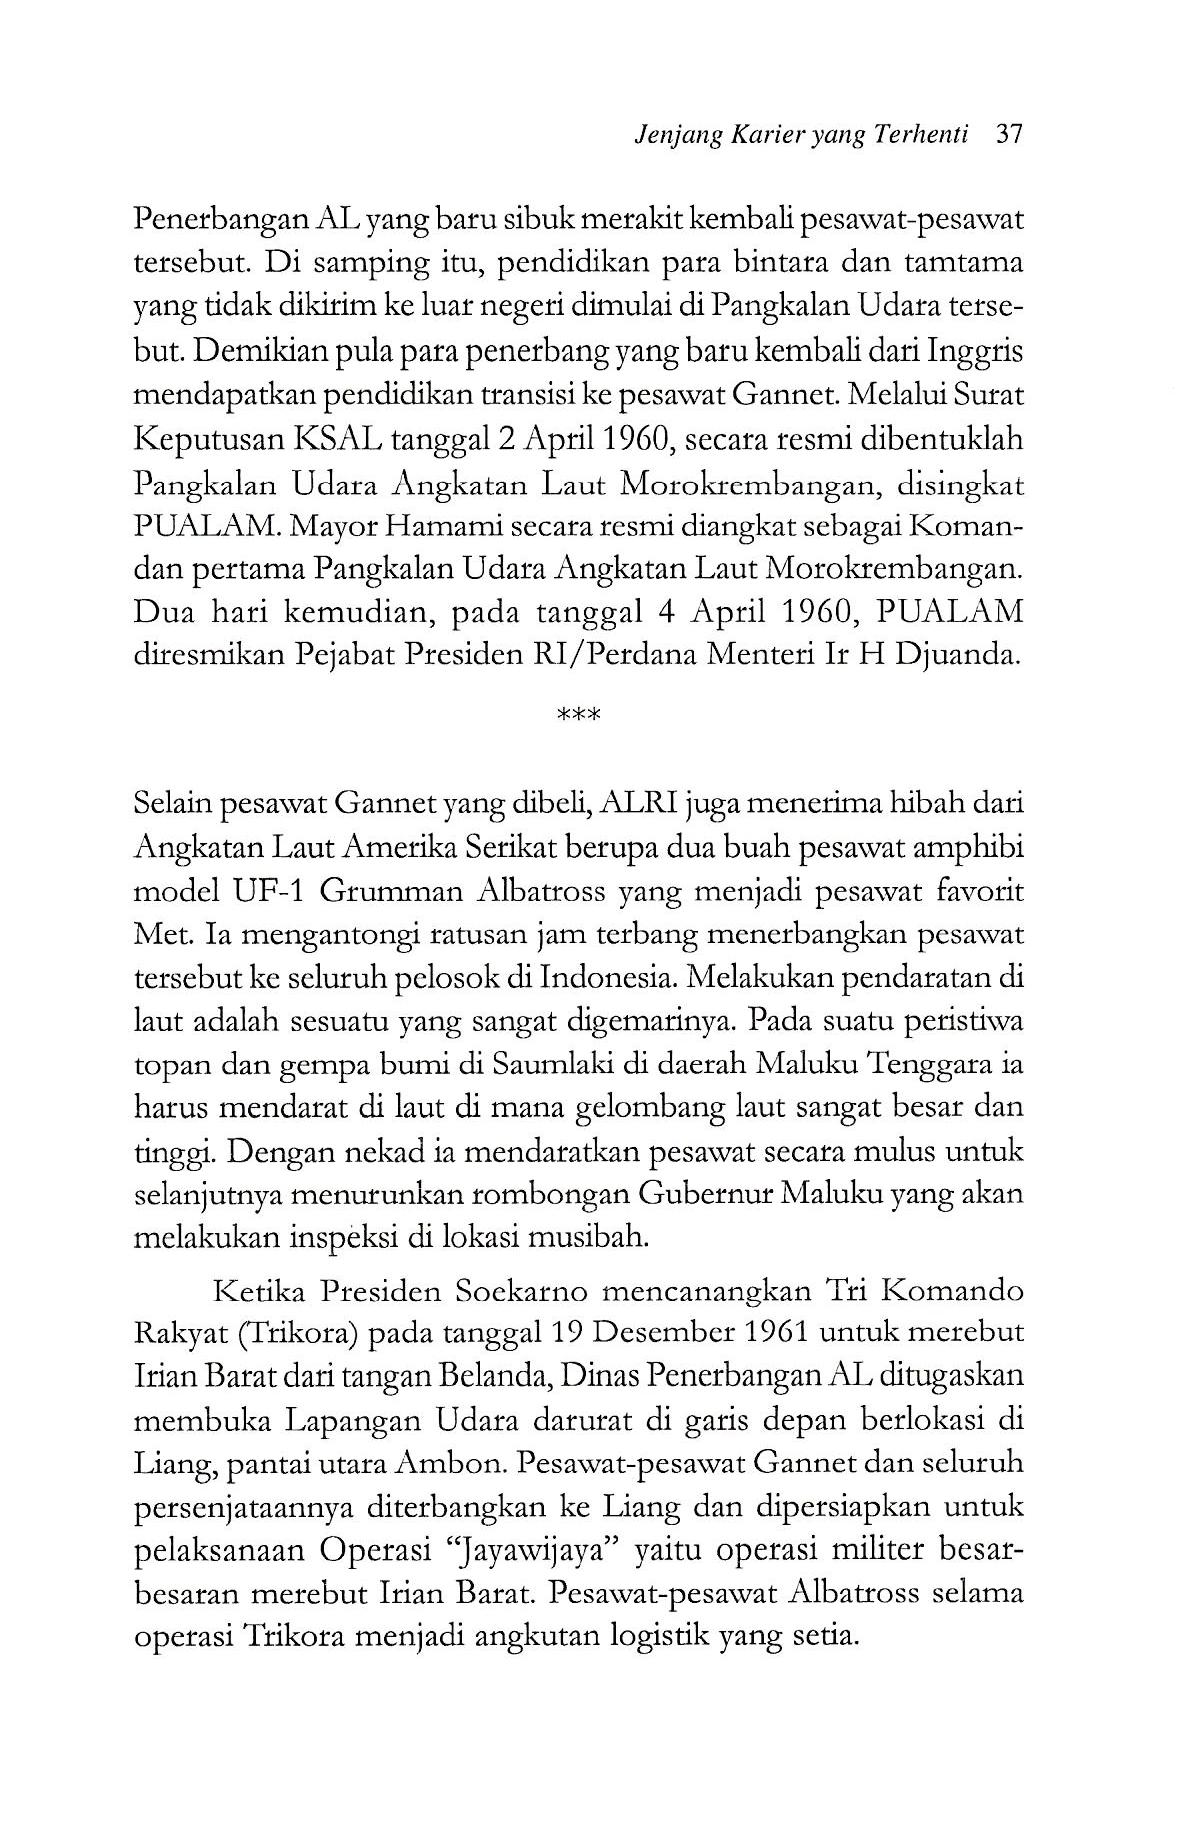 Jenjang Karier yang Terhenti 37
Penerbangan AL yang baru sibuk merakit kembali pesawat-pesawat
tersebut. Di samping itu, pendidikan para bintara dan tamtama
yang tidak dikirim ke luar negeri dimulai di Pangkalan Udara terse-
but. Demikian pula para penerbang yang baru kembali dari Inggris
mendapatkan pendidikan transisi ke pesawat Gannet. Melalui Surat
Keputusan KSAL tanggal 2 April 1960, secara resmi dibentuklah
Pangkalan Udara Angkatan Laut Morokrembangan, disingkat
PUALAM. Mayor Hamami secara resmi diangkat sebagai Koman-
dan pertama Pangkalan Udara Angkatan Laut Morokrembangan.
Dua hari kemudian, pada tanggal 4 April 1960, PUALAM
diresmikan Pejabat Presiden RI/Perdana Menteri Ir H Djuanda.
***
Selain pesawat Gannet yang dibeli, ALRI juga menerima hibah dari
Angkatan Laut Amerika Serikat berupa dua buah pesawat amphibi
model UF-1 Grumman Albatross yang menjadi pesawat favorit
Met. Ia mengantongi ratusan jam terbang menerbangkan pesawat
tersebut ke seluruh pelosok di Indonesia. Melakukan pendaratan di
laut adalah sesuatu yang sangat digemarinya. Pada suatu peristiwa
topan dan gempa bumi di Saumlaki di daerah Maluku Tenggara ia
harus mendarat di laut di mana gelombang laut sangat besar dan
tinggi. Dengan nekad ia mendaratkan pesawat secara mulus untuk
selanjutnya menurunkan rombongan Gubernur Maluku yang akan
melakukan inspeksi di lokasi musibah.
Ketika Presiden Soekarno mencanangkan Tri Komando
Rakyat (Trikora) pada tanggal 19 Desember 1961 untuk merebut
Irian Barat dari tangan Belanda, Dinas Penerbangan AL ditugaskan
membuka Lapangan Udara darurat di garis depan berlokasi di
Liang, pantai utara Ambon. Pesawat-pesawat Gannet dan seluruh
persenjataannya diterbangkan ke Liang dan dipersiapkan untuk
pelaksanaan Operasi “Jayawijaya” yaitu operasi militer besar-
besaran merebut Irian Barat. Pesawat-pesawat Albatross selama
operasi Trikora menjadi angkutan logistik yang setia.